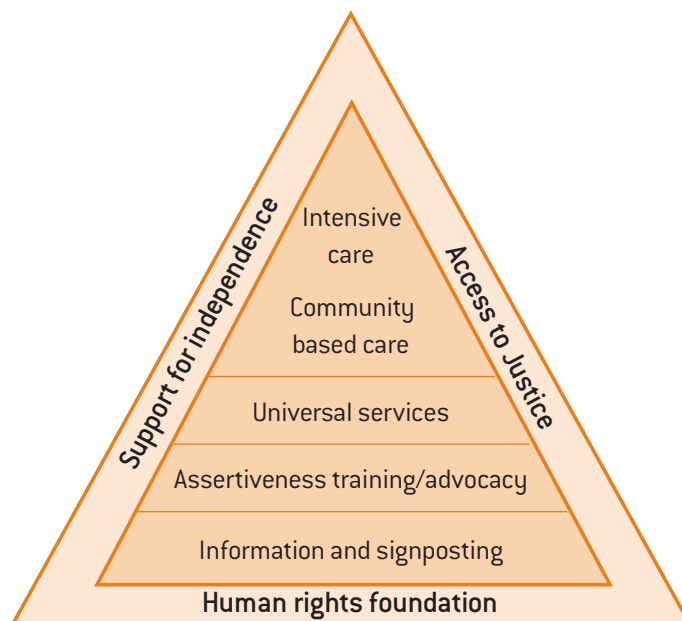 Support for independence
Access to Justice
Intensive
care
Community
based care
Universal services
Assertiveness training/advocacy
Information and signposting
Human rights foundation